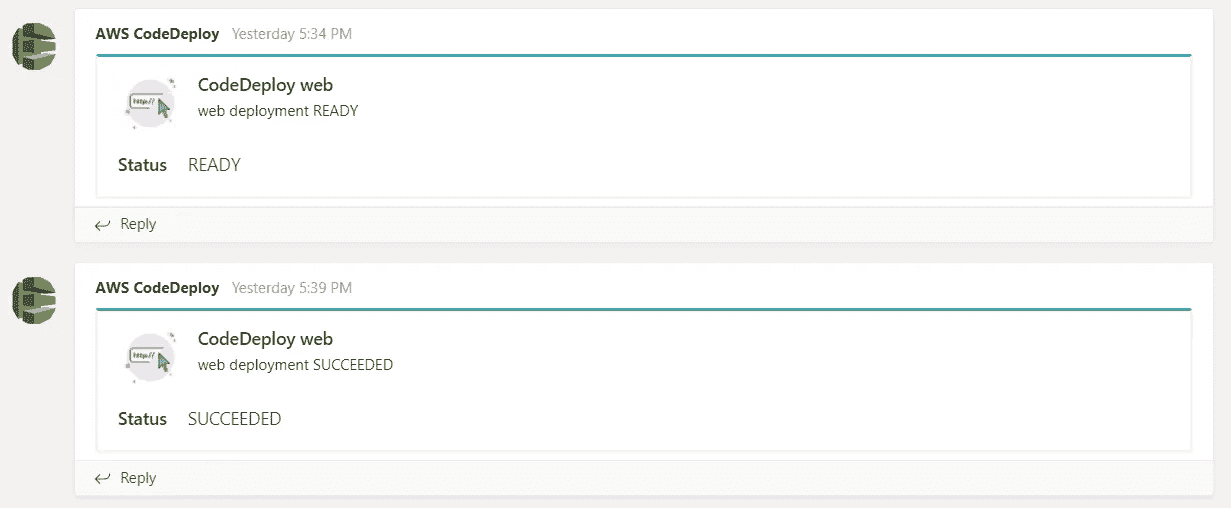 AWS CodeDeploy Yesterday 5:34 PM
CodeDeploy web
http://
web deployment READY
Status READY
Reply
AWS CodeDeploy Yesterday 5:39 PM
CodeDeploy web
http://
web deployment SUCCEEDED
Status SUCCEEDED
Reply